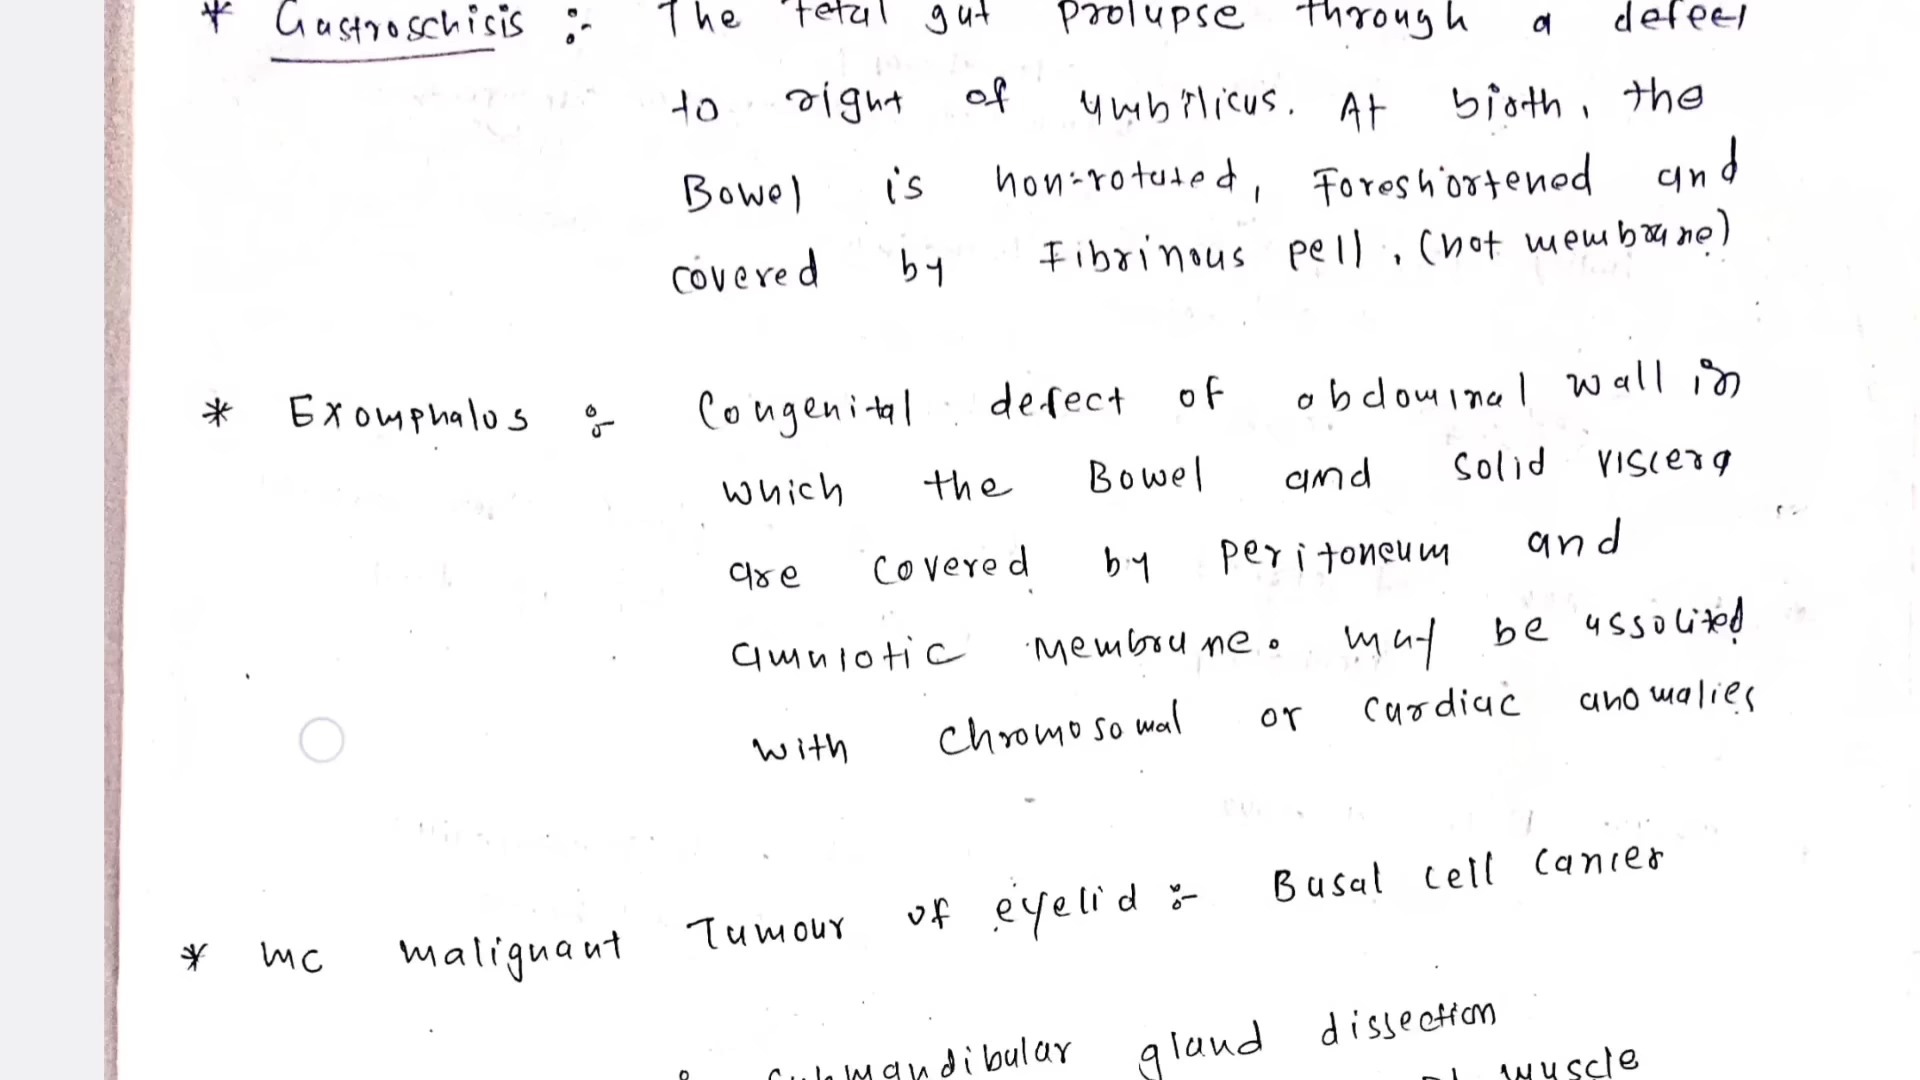 * Gastroschisis :- The fetal gut prolupse through a defect
to right of umbilicus. At birth, the
Bowel is non-rotated, Foreshortened and
covered by Fibrinous pell. (not membrane)
* Exomphalos :- Congenital defect of abdominal wall in
which the Bowel and solid viscera
are covered by peritoneum and
amniotic membrane. may be assolited
with chromosomal or cardiac anomalies
* mc malignant Tumour of eyelid :- Basal cell cancer
submandibular gland dissection
muscle